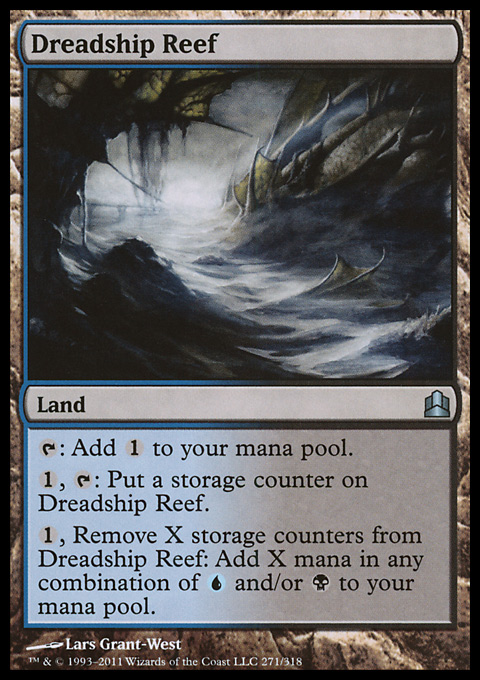 Dreadship Reef
Land
: Add 1 to your mana pool.
1, : Put a storage counter on
Dreadship Reef.
1, Remove X storage counters from
Dreadship Reef: Add X mana in any
combination of and/or to your
mana pool.
Lars Grant-West
™ & © 1993–2011 Wizards of the Coast LLC 271/318